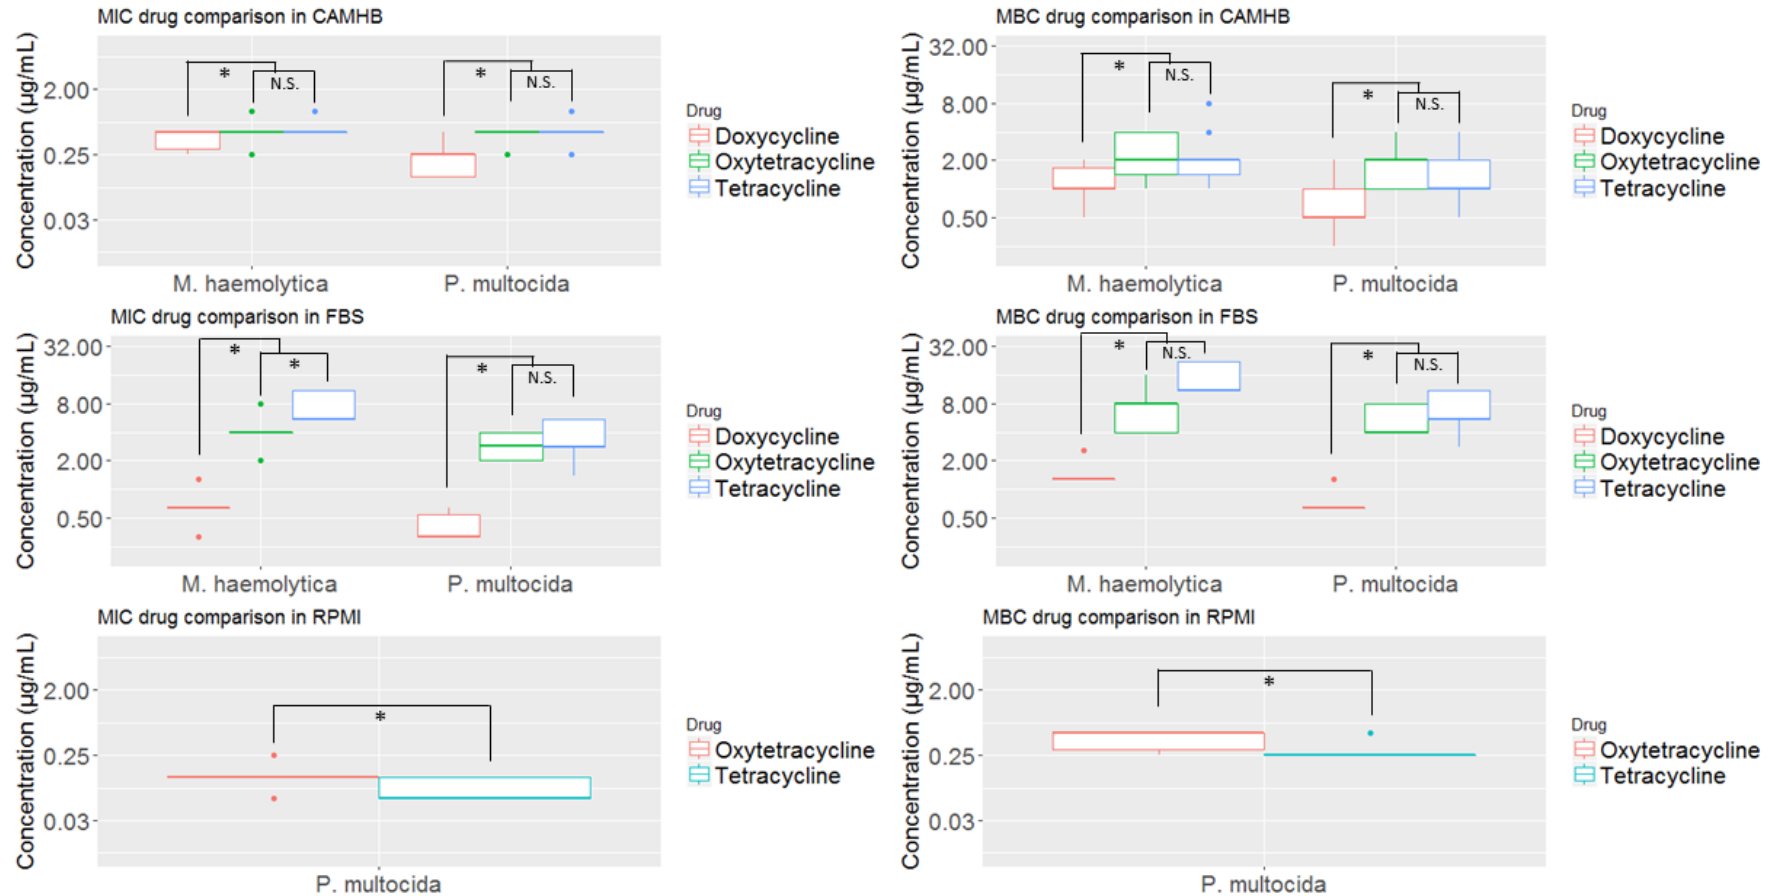 MIC drug comparison in CAMHB
Concentration (µg/mL)
2.00
0.25
0.03
*
N.S.
*
N.S.
M. haemolytica
P. multocida
Drug
Doxycycline
Oxytetracycline
Tetracycline
MBC drug comparison in CAMHB
Concentration (µg/mL)
32.00
8.00
2.00
0.50
*
N.S.
*
N.S.
M. haemolytica
P. multocida
Drug
Doxycycline
Oxytetracycline
Tetracycline
MIC drug comparison in FBS
Concentration (µg/mL)
32.00
8.00
2.00
0.50
*
*
*
N.S.
M. haemolytica
P. multocida
Drug
Doxycycline
Oxytetracycline
Tetracycline
MBC drug comparison in FBS
Concentration (µg/mL)
32.00
8.00
2.00
0.50
*
N.S.
*
N.S.
M. haemolytica
P. multocida
Drug
Doxycycline
Oxytetracycline
Tetracycline
MIC drug comparison in RPMI
Concentration (µg/mL)
2.00
0.25
0.03
*
P. multocida
Drug
Oxytetracycline
Tetracycline
MBC drug comparison in RPMI
Concentration (µg/mL)
2.00
0.25
0.03
*
P. multocida
Drug
Oxytetracycline
Tetracycline